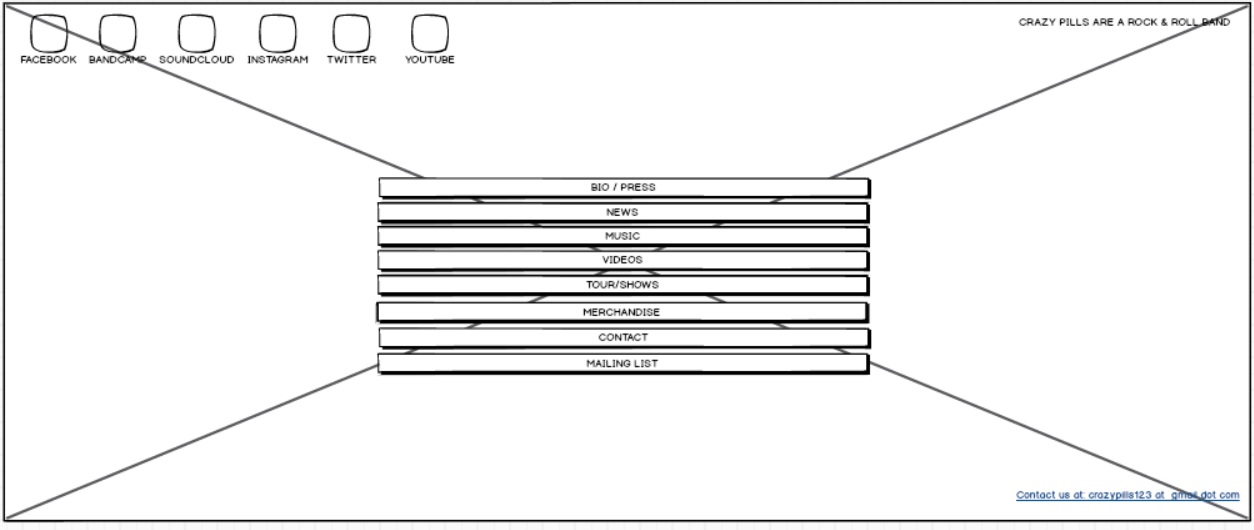 CRAZY PILLS ARE A ROCK & ROLL BAND
FACEBOOK BANDCAMP SOUNDCLOUD INSTAGRAM TWITTER YOUTUBE
BIO / PRESS
NEWS
MUSIC
VIDEOS
TOUR/SHOWS
MERCHANDISE
CONTACT
MAILING LIST
Contact us at: crazypills123 at gmail dot com